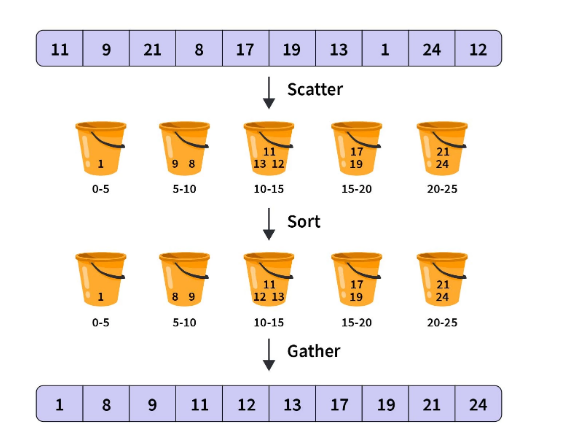 11 9 21 8 17 19 13 1 24 12
Scatter
1 9 8 11 17 21
13 12 19 24
0-5 5-10 10-15 15-20 20-25
Sort
1 8 9 11 17 21
12 13 19 24
0-5 5-10 10-15 15-20 20-25
Gather
1 8 9 11 12 13 17 19 21 24